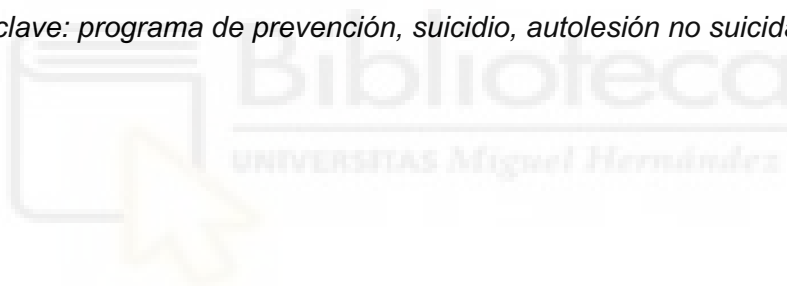 clave: programa de prevención, suicidio, autolesión no suicida
Biblioteca
UNIVERSITAS Miguel Hernández